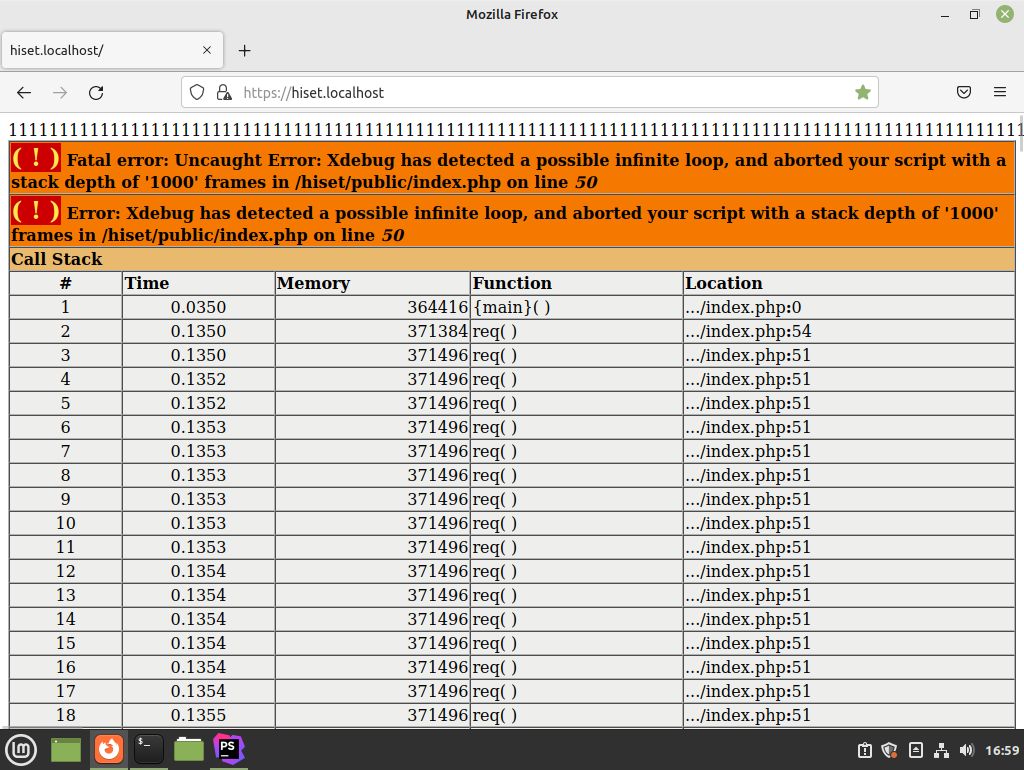 Mozilla Firefox
hiset.localhost/
https://hiset.localhost
( ! ) Fatal error: Uncaught Error: Xdebug has detected a possible infinite loop, and aborted your script with a
stack depth of '1000' frames in /hiset/public/index.php on line 50
( ! ) Error: Xdebug has detected a possible infinite loop, and aborted your script with a stack depth of '1000'
frames in /hiset/public/index.php on line 50
Call Stack
# Time Memory Function Location
1 0.0350 364416 {main}( ) .../index.php:0
2 0.1350 371384 req( ) .../index.php:54
3 0.1350 371496 req( ) .../index.php:51
4 0.1352 371496 req( ) .../index.php:51
5 0.1352 371496 req( ) .../index.php:51
6 0.1353 371496 req( ) .../index.php:51
7 0.1353 371496 req( ) .../index.php:51
8 0.1353 371496 req( ) .../index.php:51
9 0.1353 371496 req( ) .../index.php:51
10 0.1353 371496 req( ) .../index.php:51
11 0.1353 371496 req( ) .../index.php:51
12 0.1354 371496 req( ) .../index.php:51
13 0.1354 371496 req( ) .../index.php:51
14 0.1354 371496 req( ) .../index.php:51
15 0.1354 371496 req( ) .../index.php:51
16 0.1354 371496 req( ) .../index.php:51
17 0.1354 371496 req( ) .../index.php:51
18 0.1355 371496 req( ) .../index.php:51
lm $_ PS 16:59